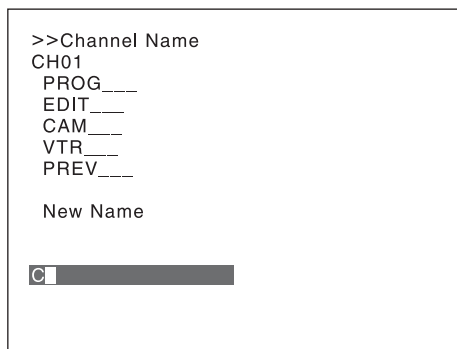 >>Channel Name
CH01
PROG___
EDIT___
CAM___
VTR___
PREV___
New Name
C